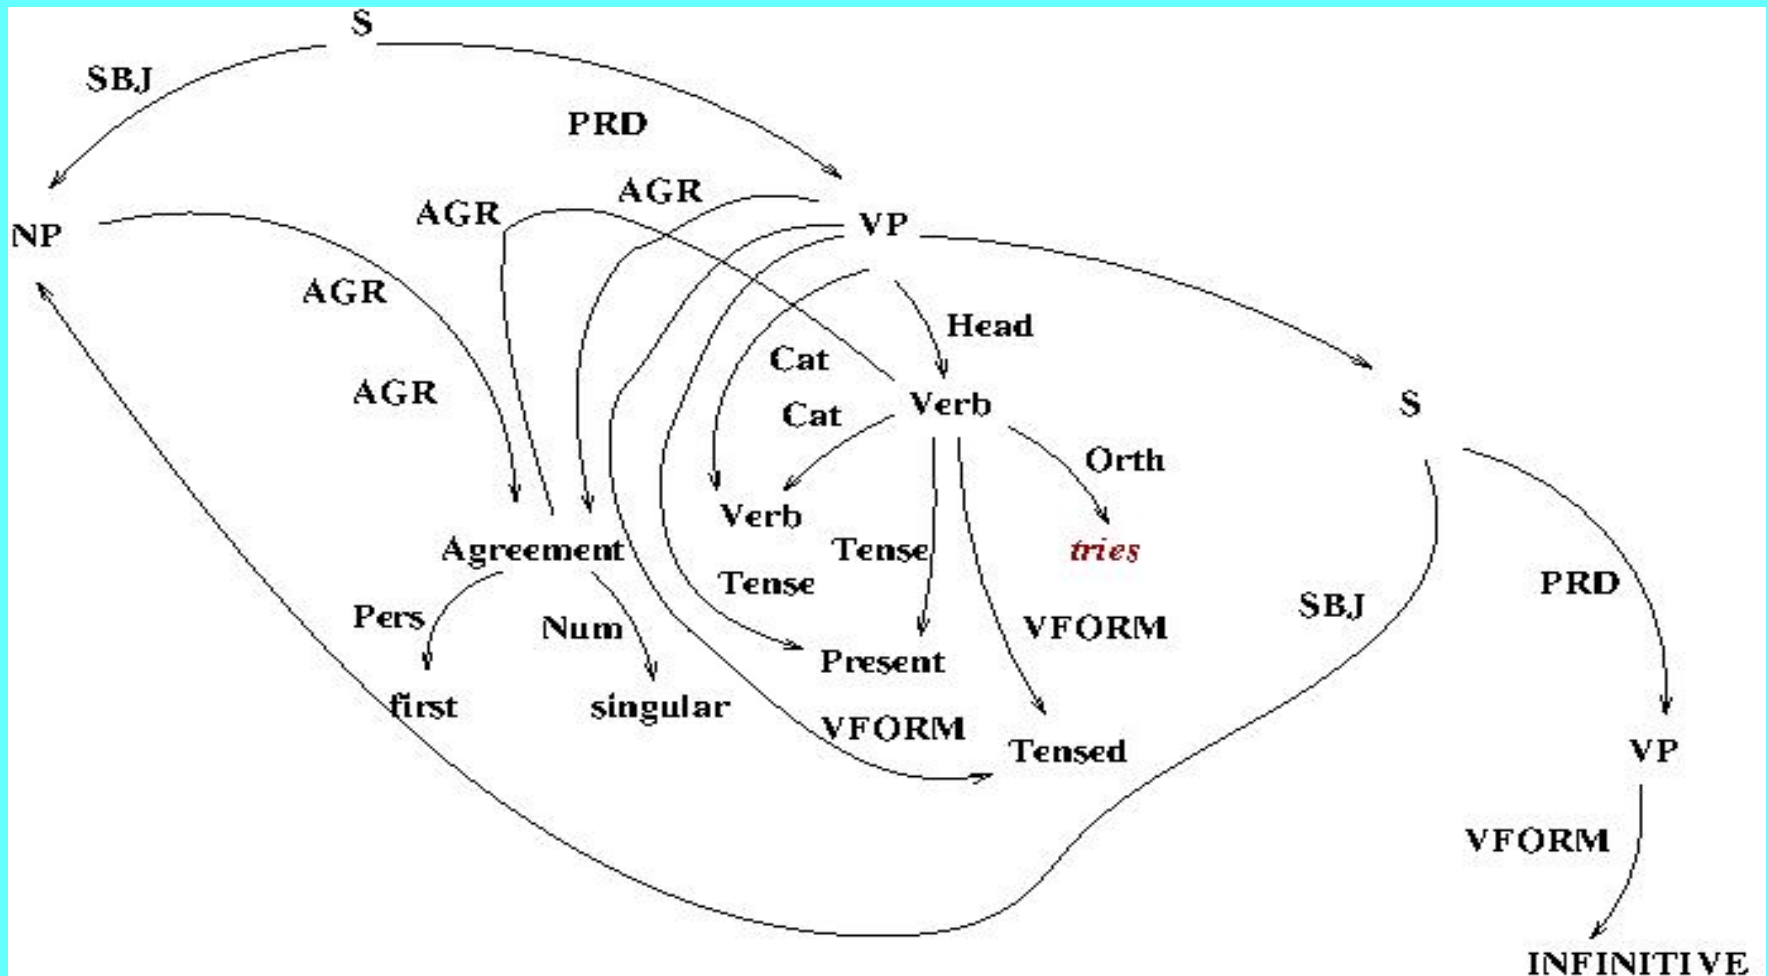 S
SBJ
PRD
AGR
AGR
VP
NP
AGR
Head
Cat
AGR
Verb
S
Cat
Orth
Verb
Agreement
Tense
tries
Tense
PRD
Pers
Num
VFORM
SBJ
Present
first
singular
VFORM
Tensed
VP
VFORM
INFINITIVE